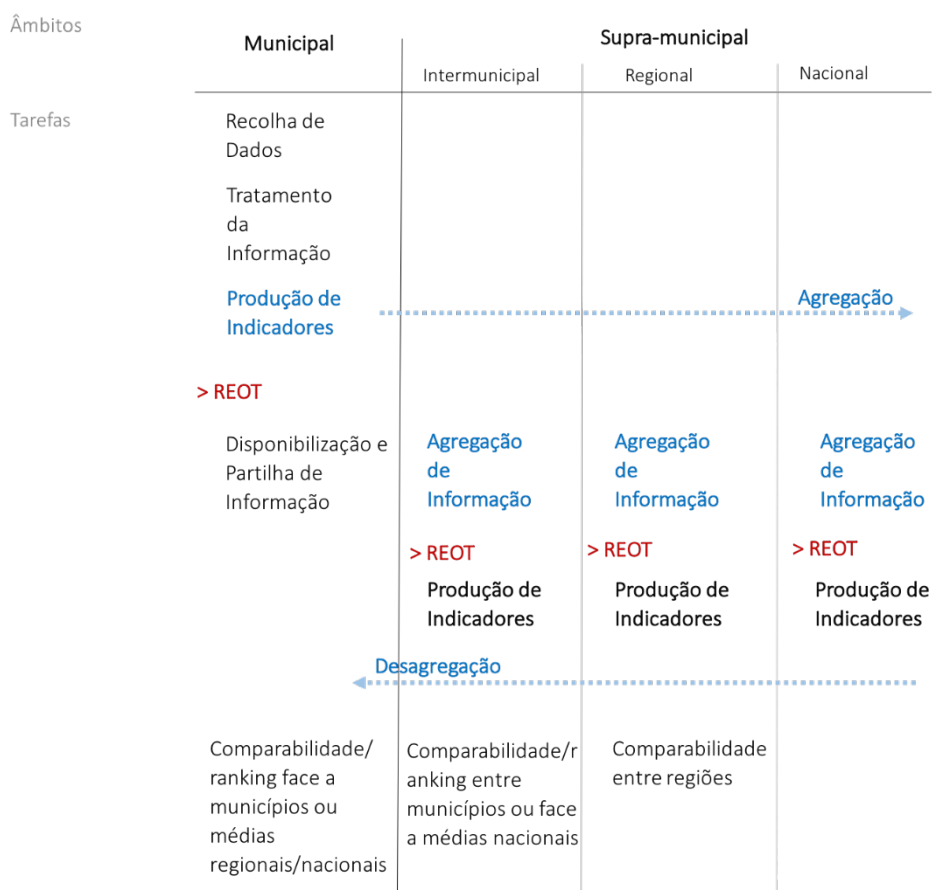 Âmbitos
Municipal
Supra-municipal
Intermunicipal
Regional
Nacional
Tarefas
Recolha de
Dados
Tratamento
da
Informação
Produção de
Indicadores
Agregação
> REOT
Disponibilização e
Partilha de
Informação
Agregação
de
Informação
Agregação
de
Informação
Agregação
de
Informação
> REOT
> REOT
> REOT
Produção de
Indicadores
Produção de
Indicadores
Produção de
Indicadores
Desagregação
Comparabilidade/
ranking face a
municípios ou
médias
regionais/nacionais
Comparabilidade/r
anking entre
municípios ou face
a médias nacionais
Comparabilidade
entre regiões